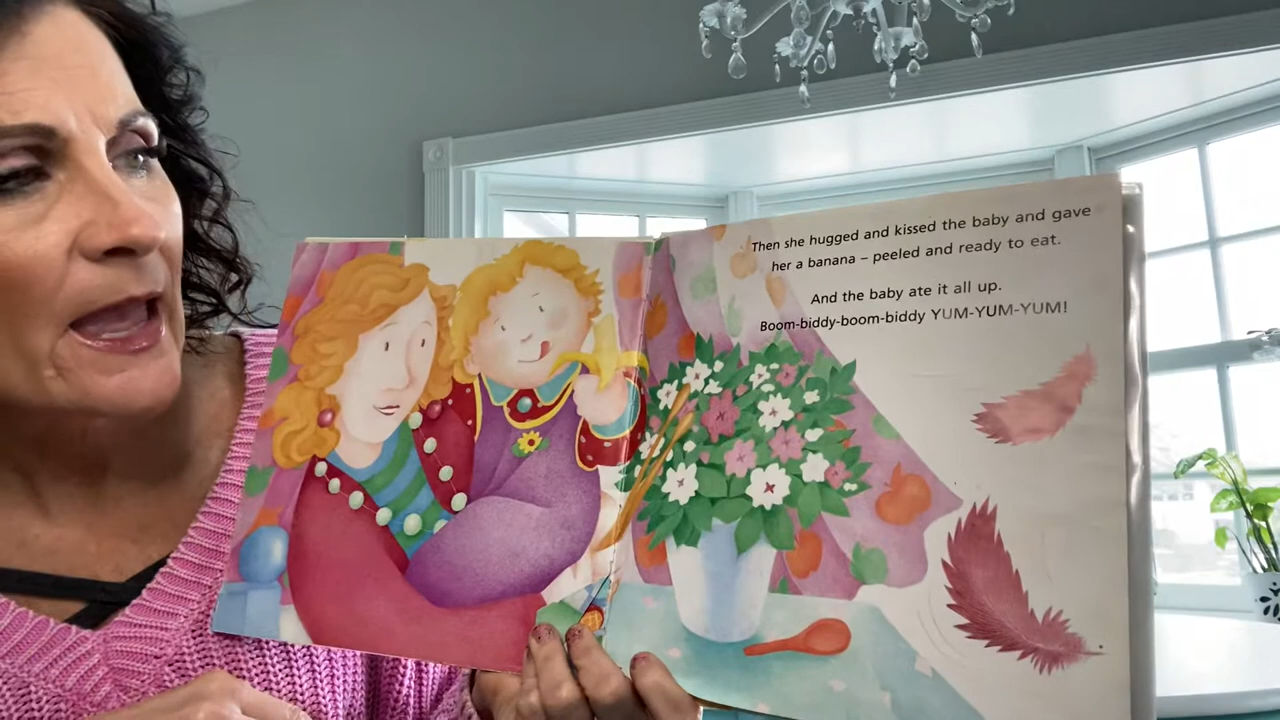 Then she hugged and kissed the baby and gave
her a banana – peeled and ready to eat.
And the baby ate it all up.
Boom-biddy-boom-biddy YUM-YUM-YUM!